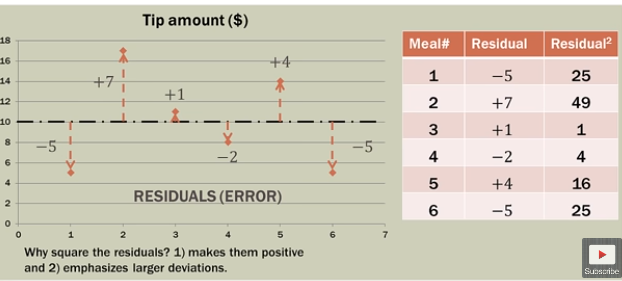 Tip amount ($)
18
16
14
12
10
8
6
4
2
0
0 1 2 3 4 5 6 7
−5
+7
+1
−2
+4
−5
RESIDUALS (ERROR)
Why square the residuals? 1) makes them positive
and 2) emphasizes larger deviations.
Meal# Residual Residual²
1 −5 25
2 +7 49
3 +1 1
4 −2 4
5 +4 16
6 −5 25
Subscribe